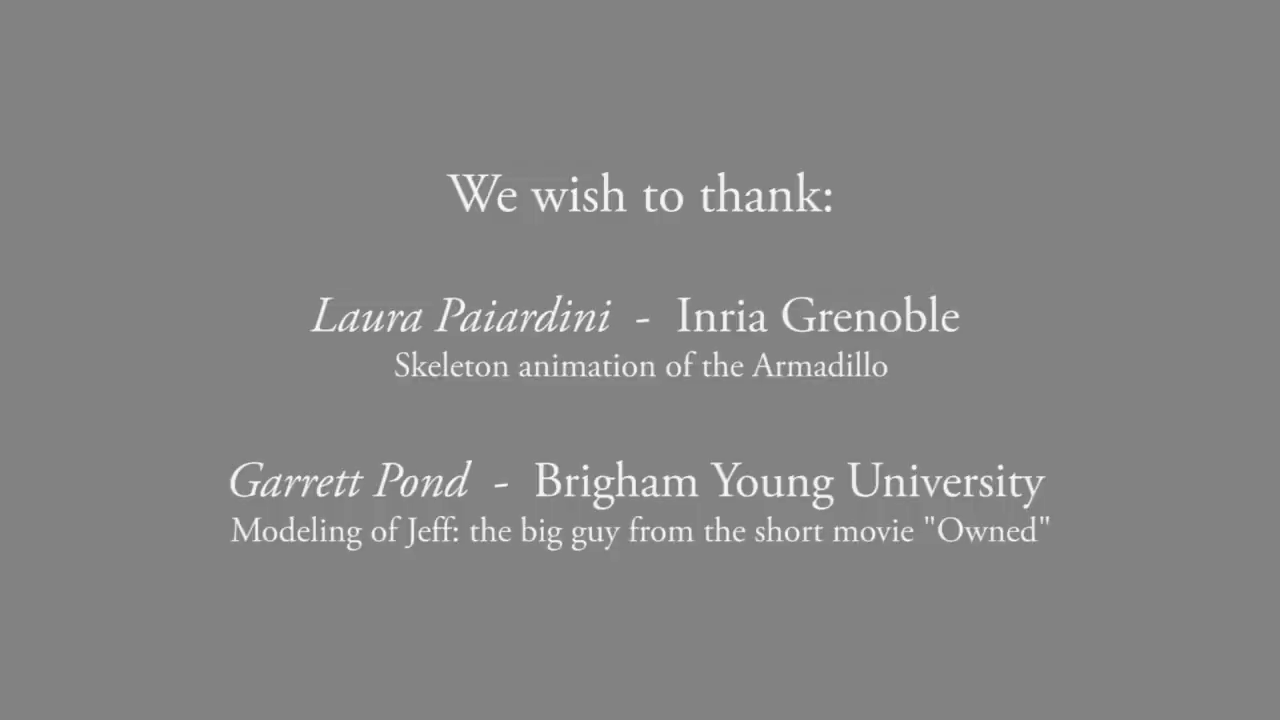 We wish to thank:
Laura Paiardini - Inria Grenoble
Skeleton animation of the Armadillo
Garrett Pond - Brigham Young University
Modeling of Jeff: the big guy from the short movie "Owned"